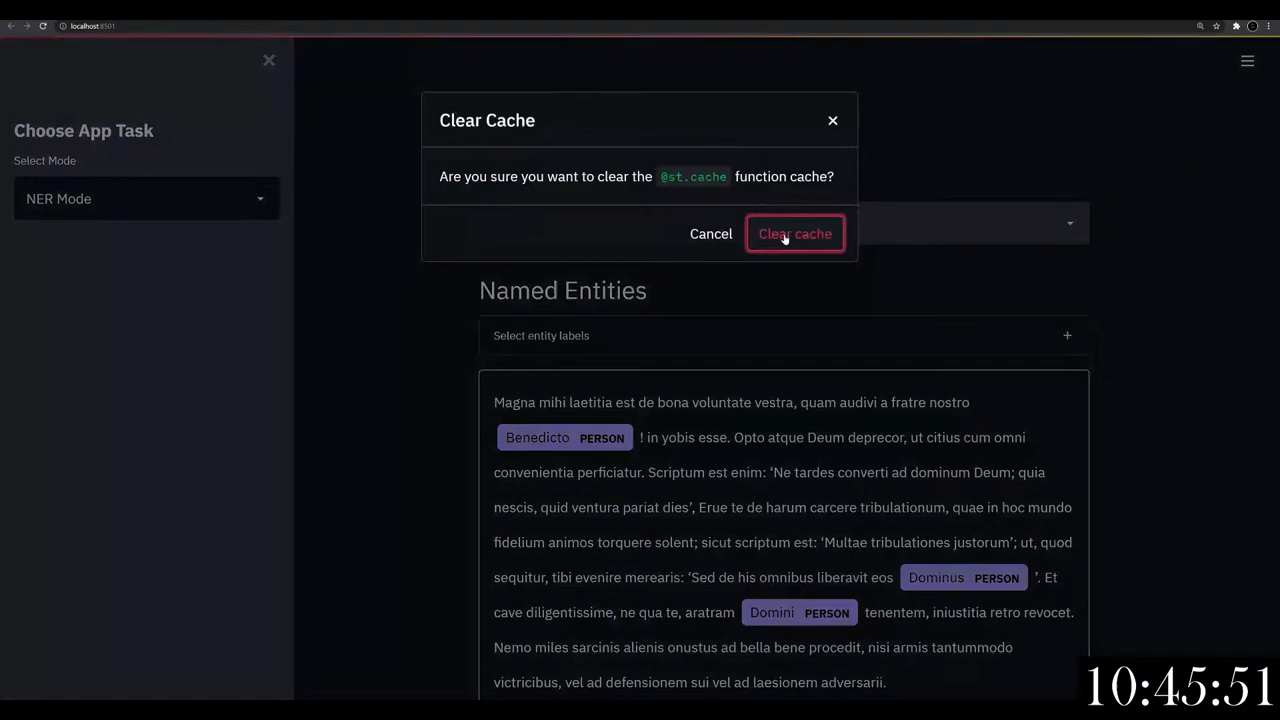 localhost:8501
Choose App Task
Select Mode
NER Mode
Clear Cache
Are you sure you want to clear the @st.cache function cache?
Cancel
Clear cache
Named Entities
Select entity labels
Magna mihi laetitia est de bona voluntate vestra, quam audivi a fratre nostro
Benedicto PERSON ! in yobis esse. Opto atque Deum deprecor, ut citius cum omni
convenientia perficiatur. Scriptum est enim: ‘Ne tardes converti ad dominum Deum; quia
nescis, quid ventura pariat dies’, Erue te de harum carcere tribulationum, quae in hoc mundo
fidelium animos torquere solent; sicut scriptum est: ‘Multae tribulationes justorum’; ut, quod
sequitur, tibi evenire merearis: ‘Sed de his omnibus liberavit eos Dominus PERSON ’. Et
cave diligentissime, ne qua te, aratram Domini PERSON tenentem, iniustitia retro revocet.
Nemo miles sarcinis alienis onustus ad bella bene procedit, nisi armis tantummodo
victricibus, vel ad defensionem sui vel ad laesionem adversarii.
10:45:51